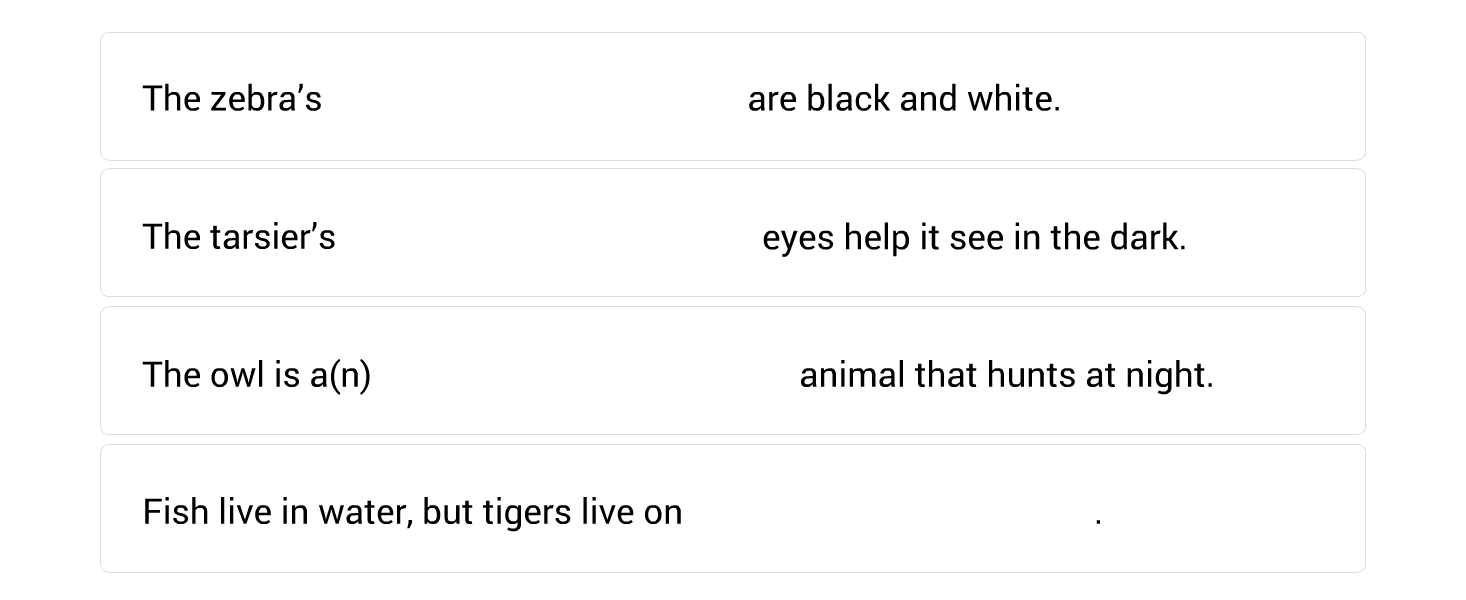 The zebra’s are black and white.
The tarsier’s eyes help it see in the dark.
The owl is a(n) animal that hunts at night.
Fish live in water, but tigers live on .